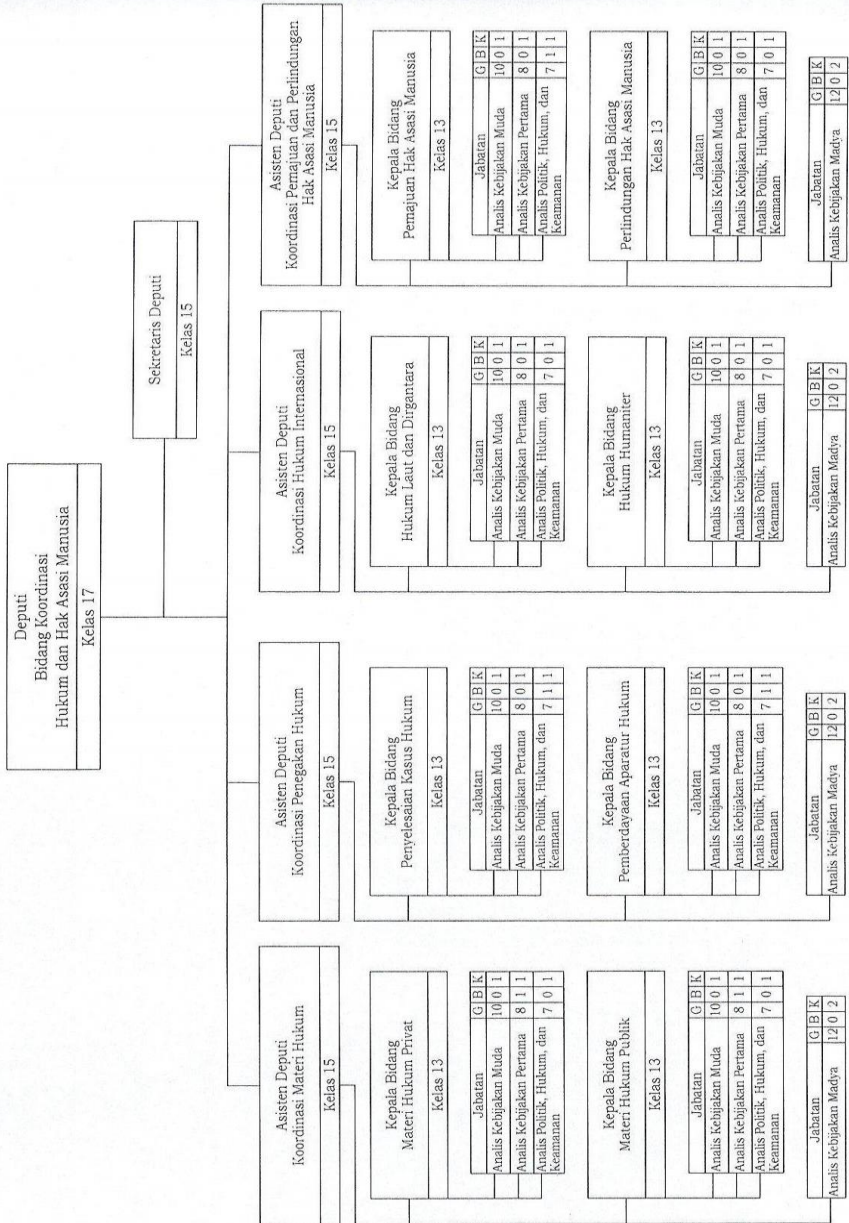 Deputi
Bidang Koordinasi
Hukum dan Hak Asasi Manusia
Kelas 17
Sekretaris Deputi
Kelas 15
Asisten Deputi
Koordinasi Materi Hukum
Kelas 15
Kepala Bidang
Materi Hukum Privat
Kelas 13
Jabatan G B K
Analis Kebijakan Muda 10 0 1
Analis Kebijakan Pertama 8 1 1
Analis Politik, Hukum, dan 7 0 1
Keamanan
Kepala Bidang
Materi Hukum Publik
Kelas 13
Jabatan G B K
Analis Kebijakan Muda 10 0 1
Analis Kebijakan Pertama 8 1 1
Analis Politik, Hukum, dan 7 0 1
Keamanan
Jabatan G B K
Analis Kebijakan Madya 12 0 2
Asisten Deputi
Koordinasi Penegakan Hukum
Kelas 15
Kepala Bidang
Penyelesaian Kasus Hukum
Kelas 13
Jabatan G B K
Analis Kebijakan Muda 10 0 1
Analis Kebijakan Pertama 8 0 1
Analis Politik, Hukum, dan 7 1 1
Keamanan
Kepala Bidang
Pemberdayaan Aparatur Hukum
Kelas 13
Jabatan G B K
Analis Kebijakan Muda 10 0 1
Analis Kebijakan Pertama 8 0 1
Analis Politik, Hukum, dan 7 1 1
Keamanan
Jabatan G B K
Analis Kebijakan Madya 12 0 2
Asisten Deputi
Koordinasi Hukum Internasional
Kelas 15
Kepala Bidang
Hukum Laut dan Dirgantara
Kelas 13
Jabatan G B K
Analis Kebijakan Muda 10 0 1
Analis Kebijakan Pertama 8 0 1
Analis Politik, Hukum, dan 7 0 1
Keamanan
Kepala Bidang
Hukum Humaniter
Kelas 13
Jabatan G B K
Analis Kebijakan Muda 10 0 1
Analis Kebijakan Pertama 8 0 1
Analis Politik, Hukum, dan 7 0 1
Keamanan
Jabatan G B K
Analis Kebijakan Madya 12 0 2
Asisten Deputi
Koordinasi Pemajuan dan Perlindungan
Hak Asasi Manusia
Kelas 15
Kepala Bidang
Pemajuan Hak Asasi Manusia
Kelas 13
Jabatan G B K
Analis Kebijakan Muda 10 0 1
Analis Kebijakan Pertama 8 0 1
Analis Politik, Hukum, dan 7 1 1
Keamanan
Kepala Bidang
Perlindungan Hak Asasi Manusia
Kelas 13
Jabatan G B K
Analis Kebijakan Muda 10 0 1
Analis Kebijakan Pertama 8 0 1
Analis Politik, Hukum, dan 7 0 1
Keamanan
Jabatan G B K
Analis Kebijakan Madya 12 0 2